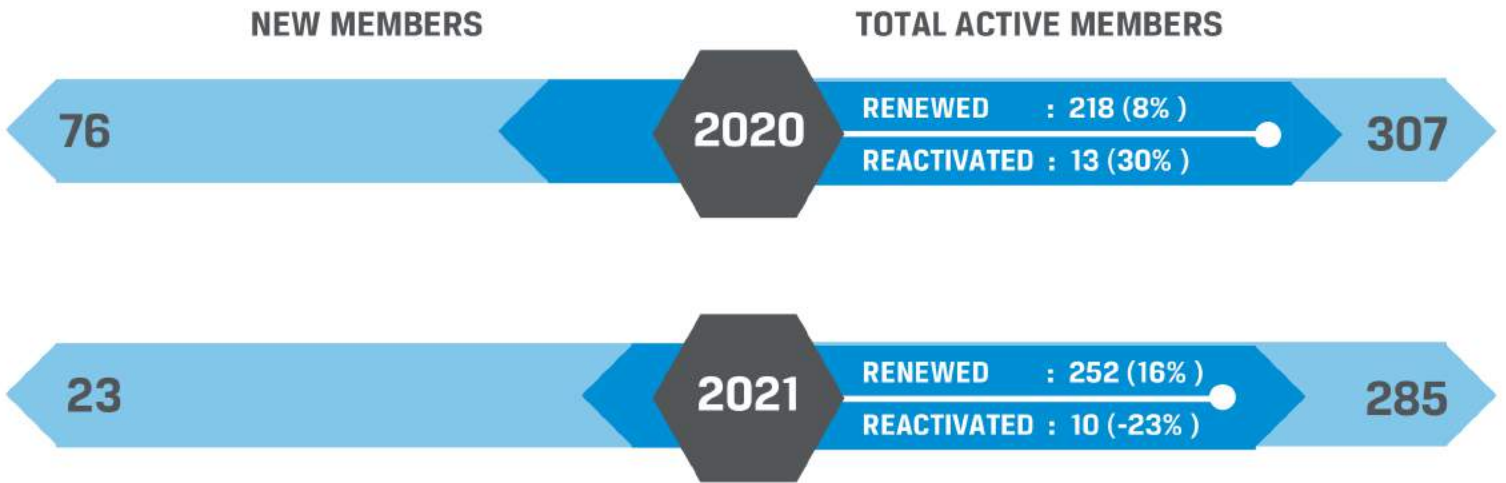 NEW MEMBERS
TOTAL ACTIVE MEMBERS
76
2020
RENEWED : 218 (8% )
REACTIVATED : 13 (30% )
307
23
2021
RENEWED : 252 (16% )
REACTIVATED : 10 (-23% )
285